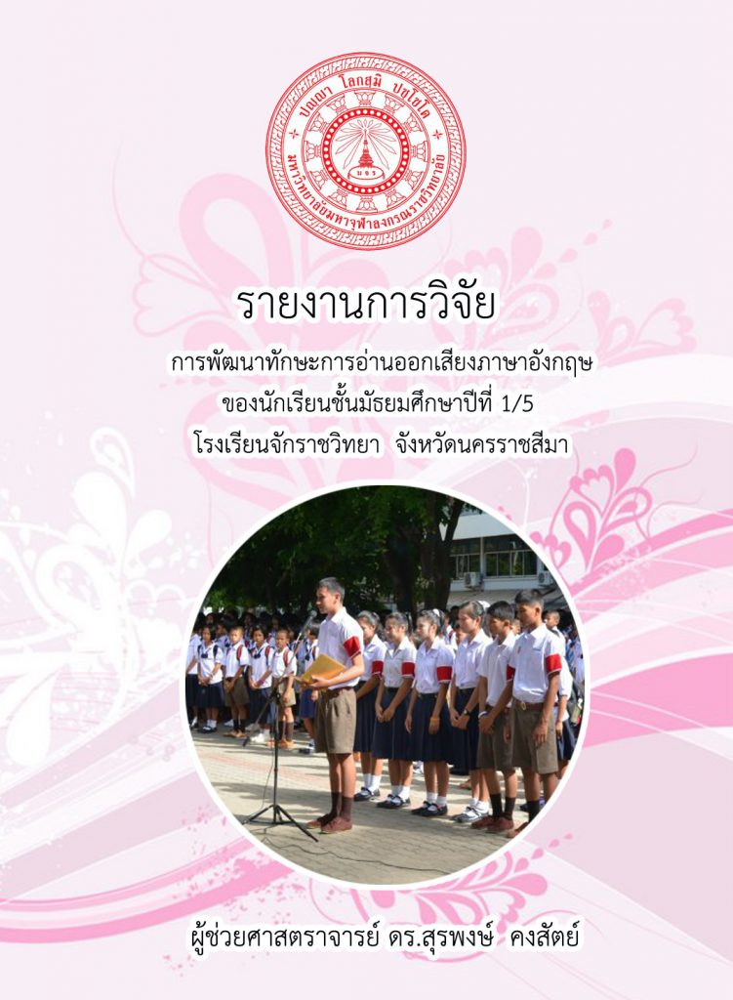 ปญฺญา โลกสฺมิ ปชฺโชโต
ม จ ร
มหาวิทยาลัยมหาจุฬาลงกรณราชวิทยาลัย
รายงานการวิจัย
การพัฒนาทักษะการอ่านออกเสียงภาษาอังกฤษ
ของนักเรียนชั้นมัธยมศึกษาปีที่ 1/5
โรงเรียนจักราชวิทยา จังหวัดนครราชสีมา
ผู้ช่วยศาสตราจารย์ ดร.สุรพงษ์ คงสัตย์